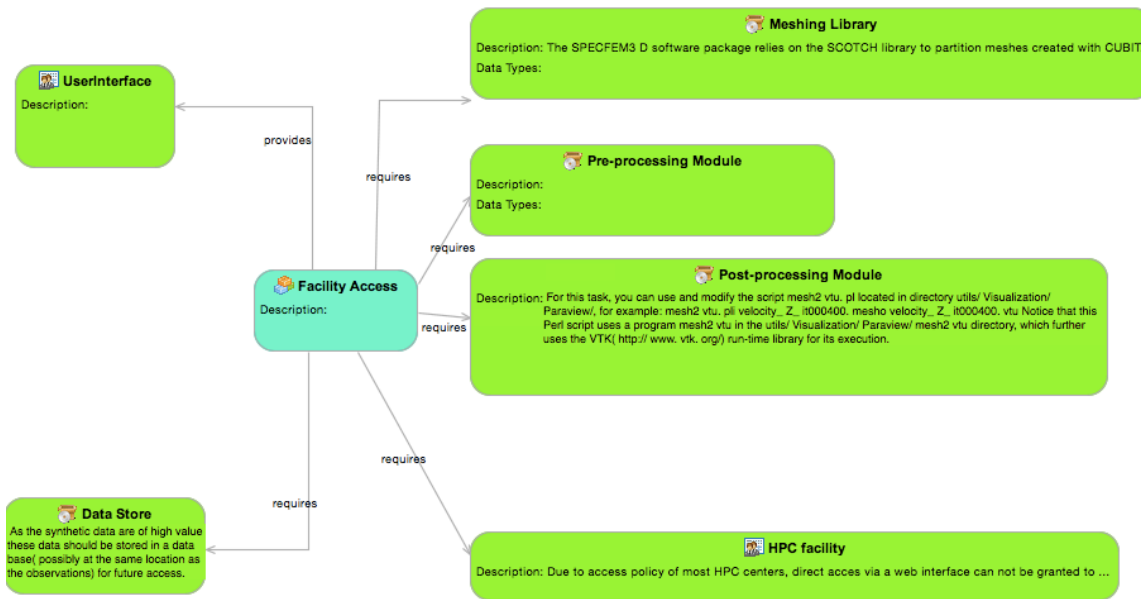 Meshing Library
Description: The SPECFEM3 D software package relies on the SCOTCH library to partition meshes created with CUBIT
Data Types:
UserInterface
Description:
provides
requires
Pre-processing Module
Description:
Data Types:
requires
Facility Access
Description:
Post-processing Module
Description: For this task, you can use and modify the script mesh2 vtu. pl located in directory utils/ Visualization/
Paraview/, for example: mesh2 vtu. pli velocity_ Z_ it000400. mesho velocity_ Z_ it000400. vtu Notice that this
Perl script uses a program mesh2 vtu in the utils/ Visualization/ Paraview/ mesh2 vtu directory, which further
uses the VTK( http:// www. vtk. org/) run-time library for its execution.
requires
requires
requires
Data Store
As the synthetic data are of high value
these data should be stored in a data
base( possibly at the same location as
the observations) for future access.
HPC facility
Description: Due to access policy of most HPC centers, direct acces via a web interface can not be granted to ...